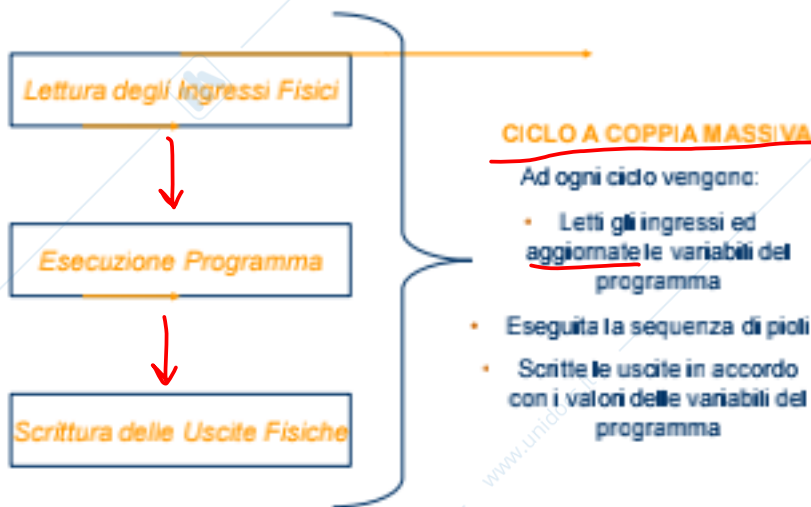 Lettura degli Ingressi Fisici
Esecuzione Programma
Scrittura delle Uscite Fisiche
CICLO A COPPIA MASSIVA
Ad ogni ciclo vengono:
• Letti gli ingressi ed
aggiornate le variabili del
programma
• Eseguita la sequenza di pioli
• Scritte le uscite in accordo
con i valori delle variabili del
programma